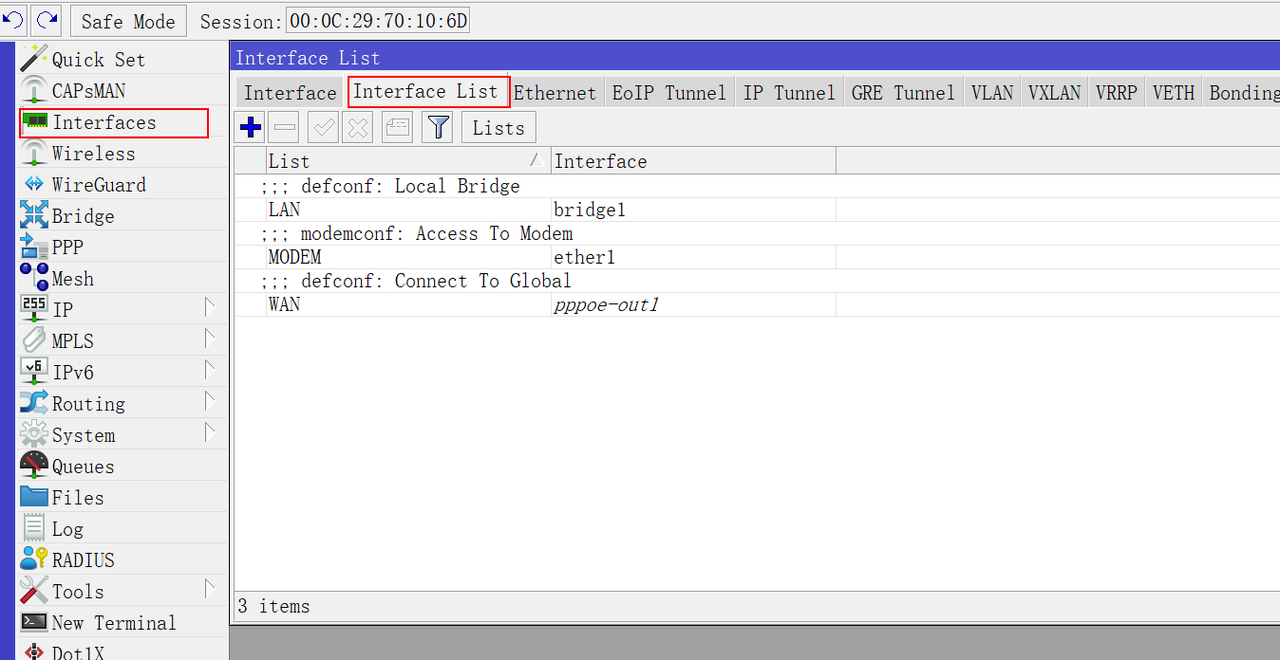 Safe Mode Session: 00:0C:29:70:10:6D
Quick Set
CAPsMAN
Interfaces
Wireless
WireGuard
Bridge
PPP
Mesh
255 IP
MPLS
v6 IPv6
Routing
System
Queues
Files
Log
RADIUS
Tools
New Terminal
Dot1X
Interface List
Interface Interface List Ethernet EoIP Tunnel IP Tunnel GRE Tunnel VLAN VXLAN VRRP VETH Bonding
Lists
List Interface
;;; defconf: Local Bridge
LAN bridge1
;;; modemconf: Access To Modem
MODEM ether1
;;; defconf: Connect To Global
WAN pppoe-out1
3 items